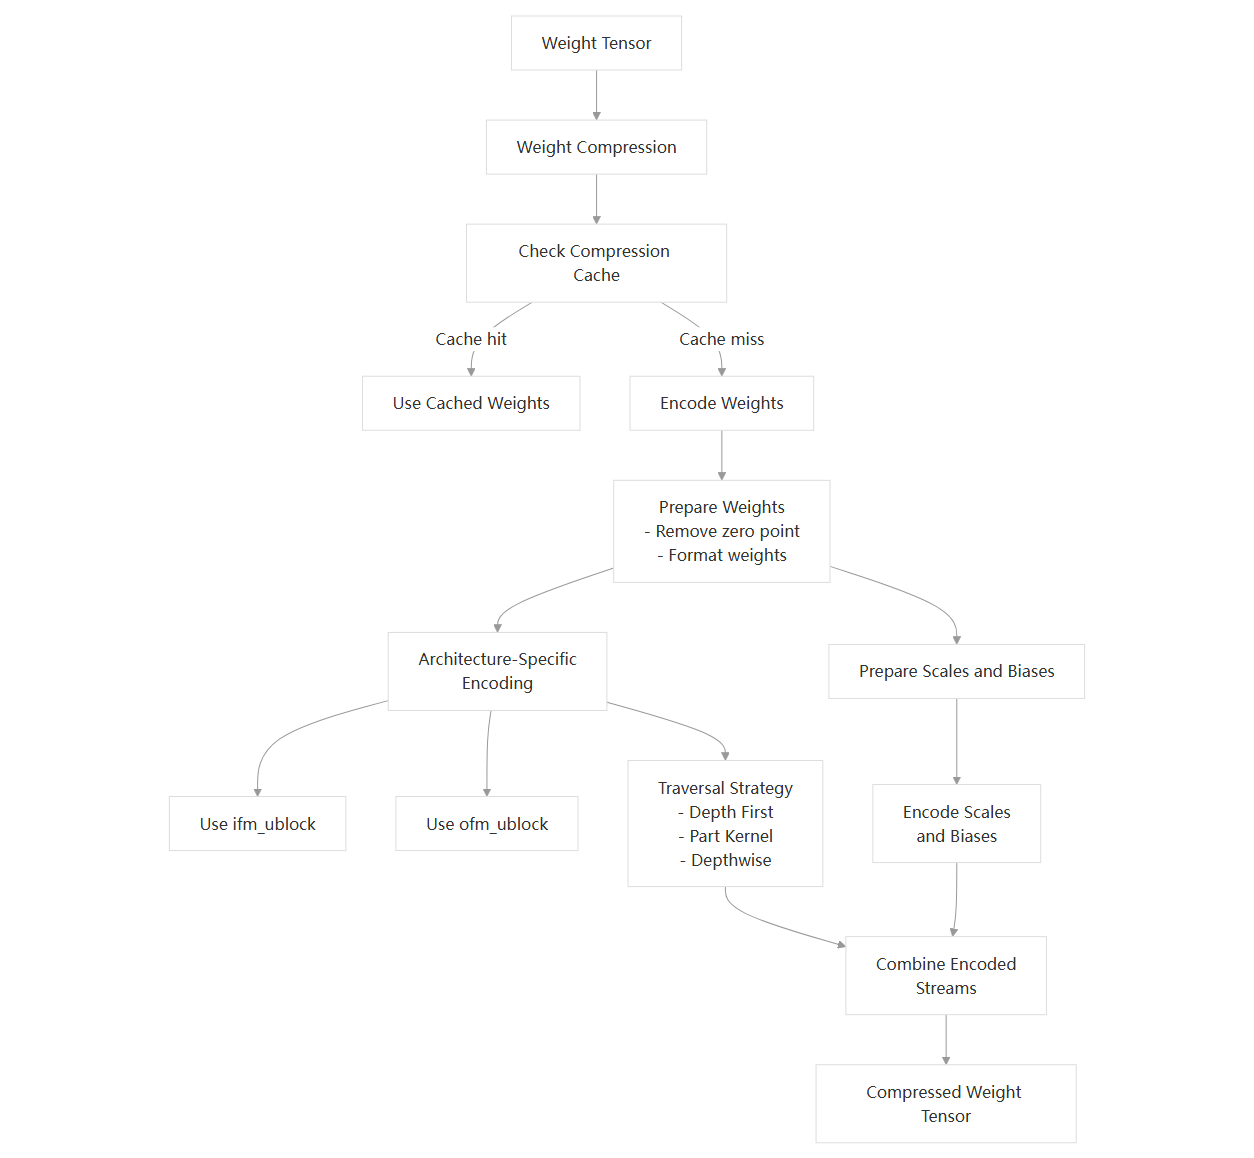 Weight Tensor
Weight Compression
Check Compression
Cache
Cache hit
Cache miss
Use Cached Weights
Encode Weights
Prepare Weights
- Remove zero point
- Format weights
Architecture-Specific
Encoding
Prepare Scales and Biases
Use ifm_ublock
Use ofm_ublock
Traversal Strategy
- Depth First
- Part Kernel
- Depthwise
Encode Scales
and Biases
Combine Encoded
Streams
Compressed Weight
Tensor